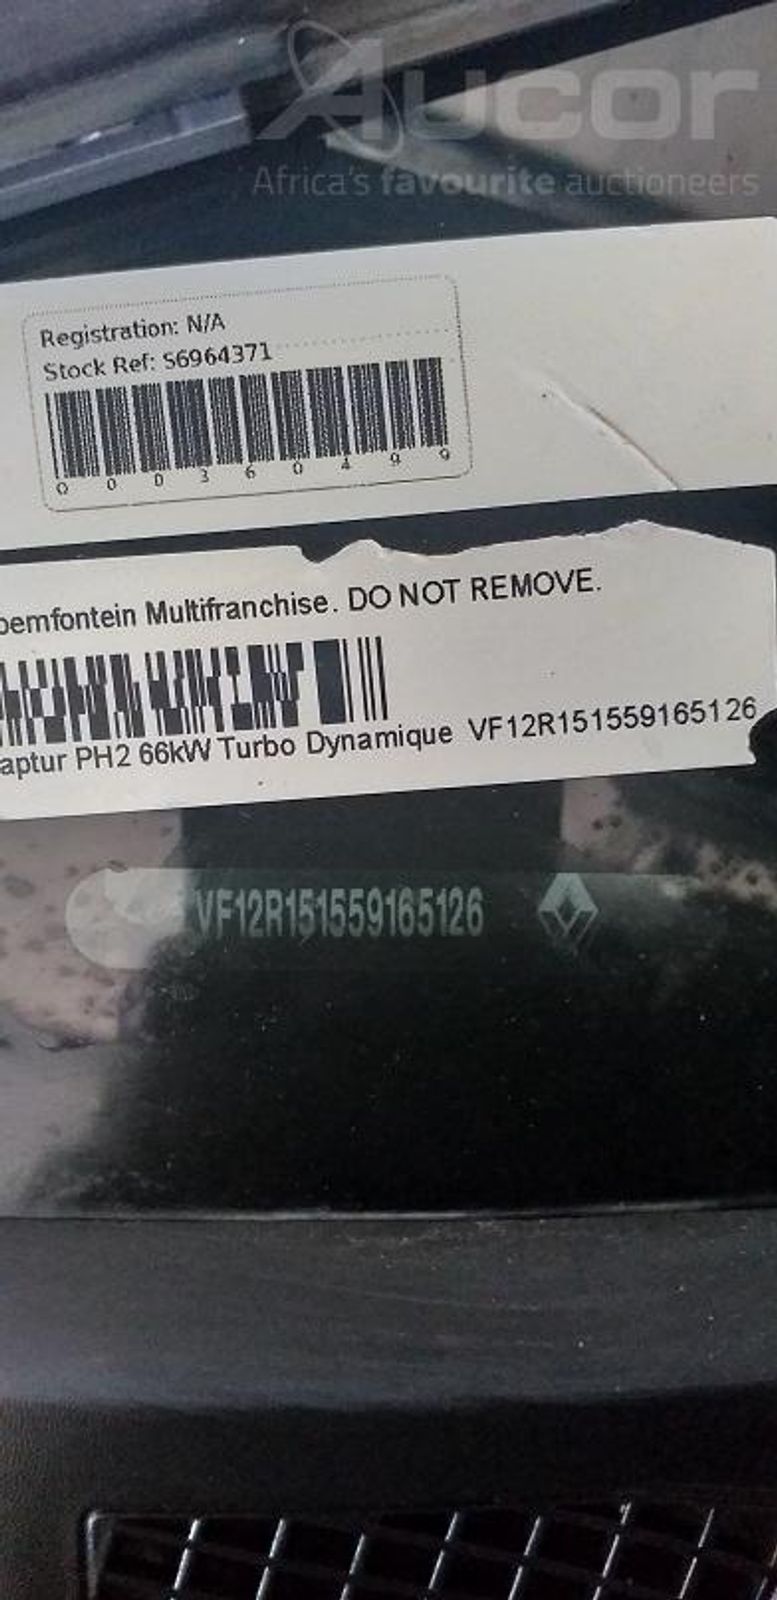 Aucor
Africa's favourite auctioneers
Registration: N/A
Stock Ref: S6964371
0 0 0 3 6 0 4 9 9
oemfontein Multifranchise. DO NOT REMOVE.
aptur PH2 66kW Turbo Dynamique VF12R151559165126
VF12R151559165126